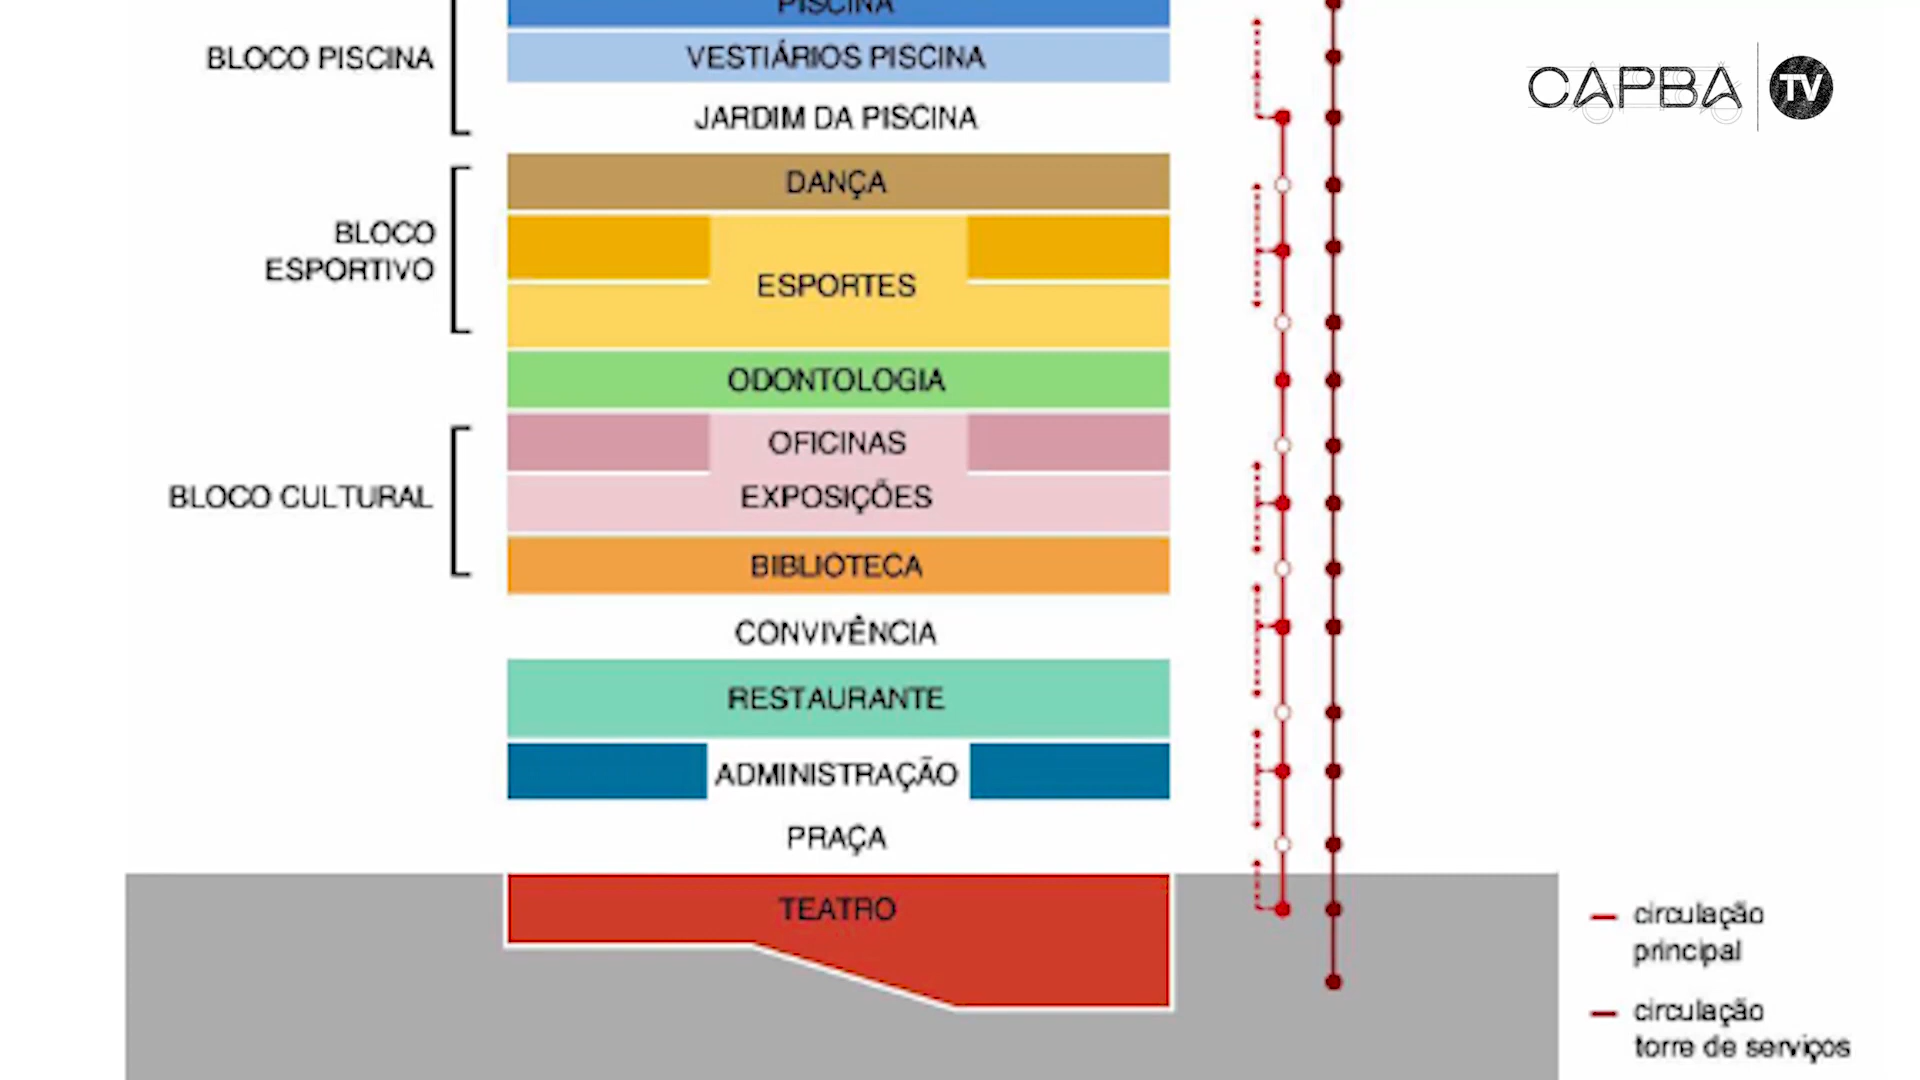 PISCINA
BLOCO PISCINA
VESTIÁRIOS PISCINA
JARDIM DA PISCINA
CAPBA TV
DANÇA
BLOCO
ESPORTIVO
ESPORTES
ODONTOLOGIA
OFICINAS
BLOCO CULTURAL
EXPOSIÇÕES
BIBLIOTECA
CONVIVÊNCIA
RESTAURANTE
ADMINISTRAÇÃO
PRAÇA
TEATRO
circulação
principal
circulação
torre de serviços